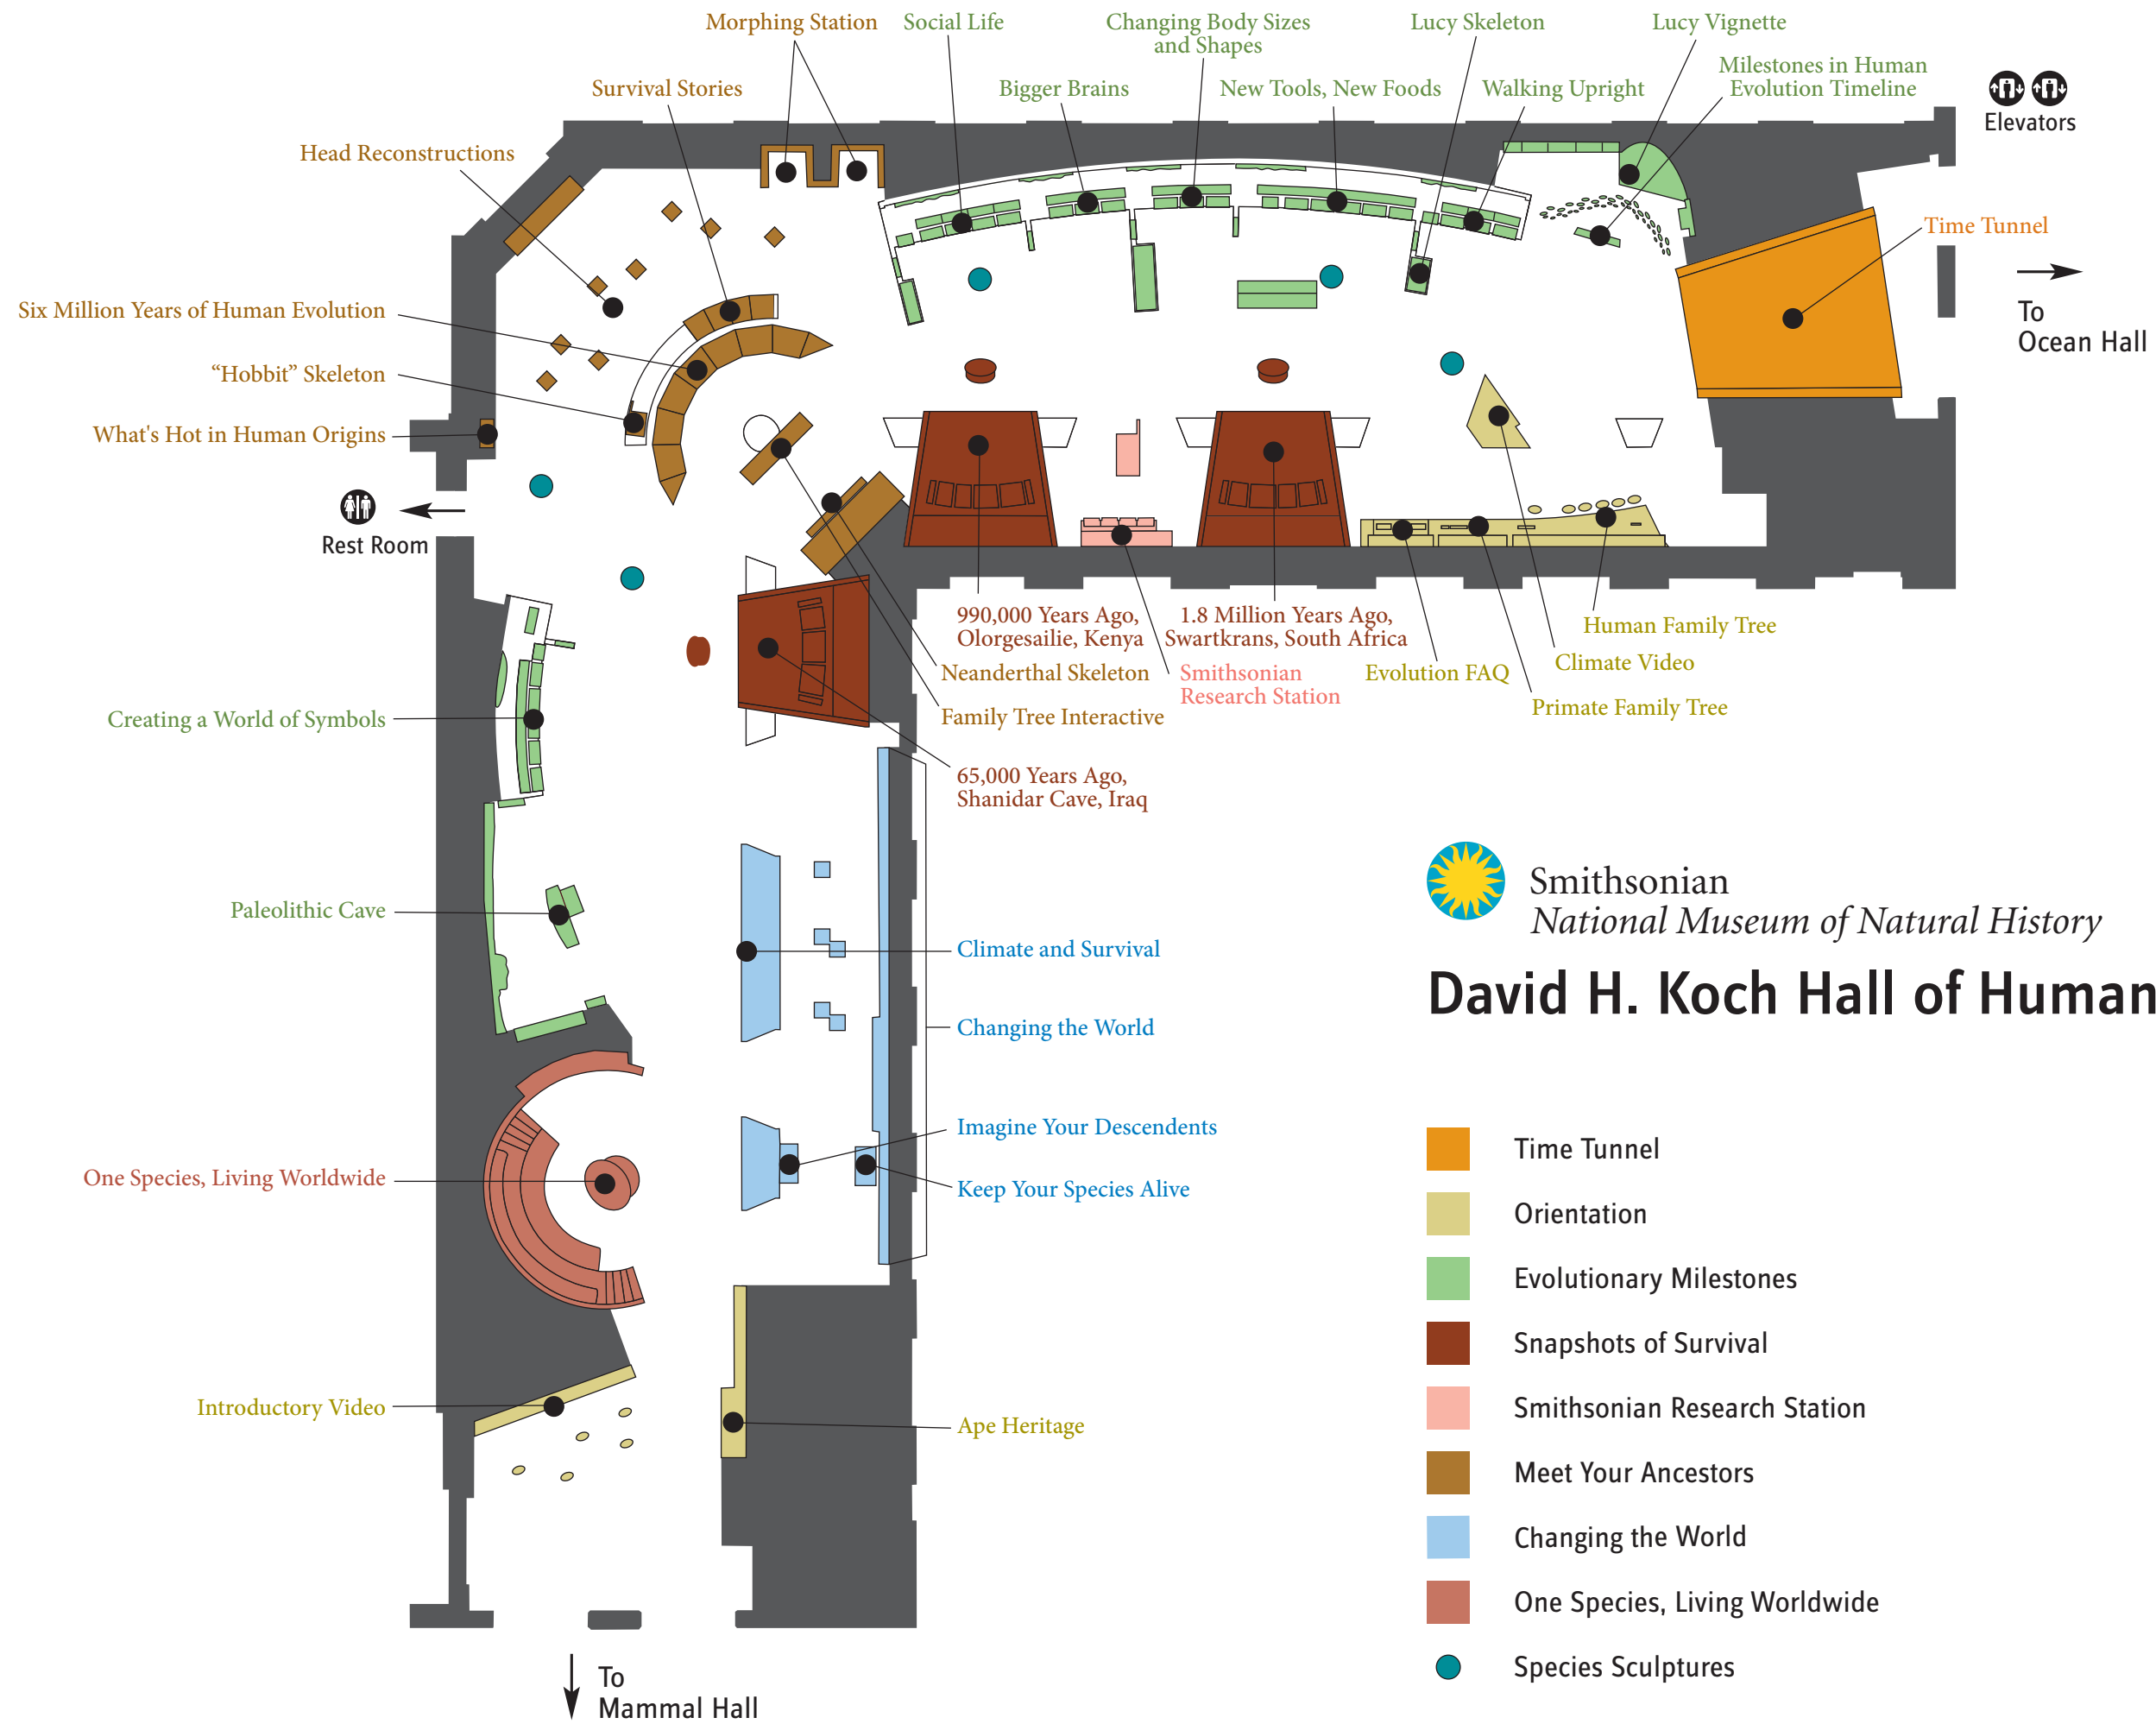 Morphing Station
Social Life
Changing Body Sizes
and Shapes
Lucy Skeleton
Lucy Vignette
Survival Stories
Bigger Brains
New Tools, New Foods
Walking Upright
Milestones in Human
Evolution Timeline
Elevators
Head Reconstructions
Time Tunnel
To
Ocean Hall
Six Million Years of Human Evolution
“Hobbit” Skeleton
What's Hot in Human Origins
Rest Room
990,000 Years Ago,
Olorgesailie, Kenya
1.8 Million Years Ago,
Swartkrans, South Africa
Human Family Tree
Neanderthal Skeleton
Smithsonian
Research Station
Evolution FAQ
Climate Video
Primate Family Tree
Family Tree Interactive
Creating a World of Symbols
65,000 Years Ago,
Shanidar Cave, Iraq
Paleolithic Cave
Climate and Survival
Changing the World
Imagine Your Descendents
One Species, Living Worldwide
Keep Your Species Alive
Introductory Video
Ape Heritage
To
Mammal Hall
Smithsonian
National Museum of Natural History
David H. Koch Hall of Human
Time Tunnel
Orientation
Evolutionary Milestones
Snapshots of Survival
Smithsonian Research Station
Meet Your Ancestors
Changing the World
One Species, Living Worldwide
Species Sculptures